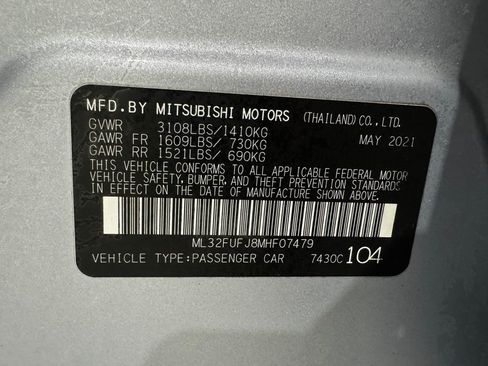 MFD.BY MITSUBISHI MOTORS (THAILAND)CO.,LTD.
GVWR 3108LBS/1410KG MAY 2021
GAWR FR 1609LBS/ 730KG
GAWR RR 1521LBS/ 690KG
THIS VEHICLE CONFORMS TO ALL APPLICABLE FEDERAL MOTOR
VEHICLE SAFETY, BUMPER AND THEFT PREVENTION STANDARDS
IN EFFECT ON THE DATE OF MANUFACTURE SHOWN ABOVE.
ML32FUFJ8MHF07479
VEHICLE TYPE:PASSENGER CAR 7430C 104